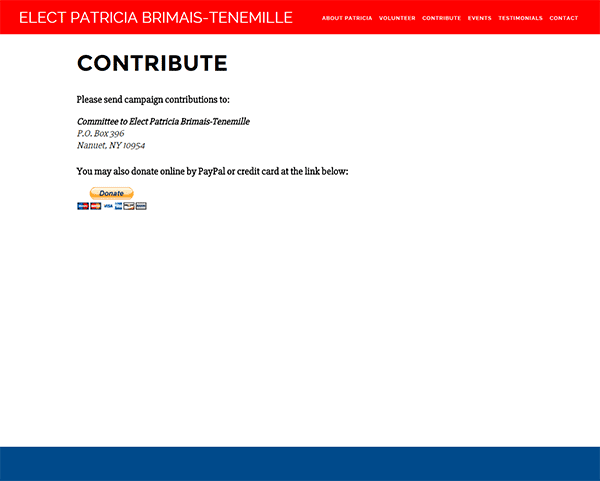 ELECT PATRICIA BRIMAIS-TENEMILLE
ABOUT PATRICIA VOLUNTEER CONTRIBUTE EVENTS TESTIMONIALS CONTACT
CONTRIBUTE
Please send campaign contributions to:
Committee to Elect Patricia Brimais-Tenemille
P.O. Box 396
Nanuet, NY 10954
You may also donate online by PayPal or credit card at the link below:
Donate
VISA